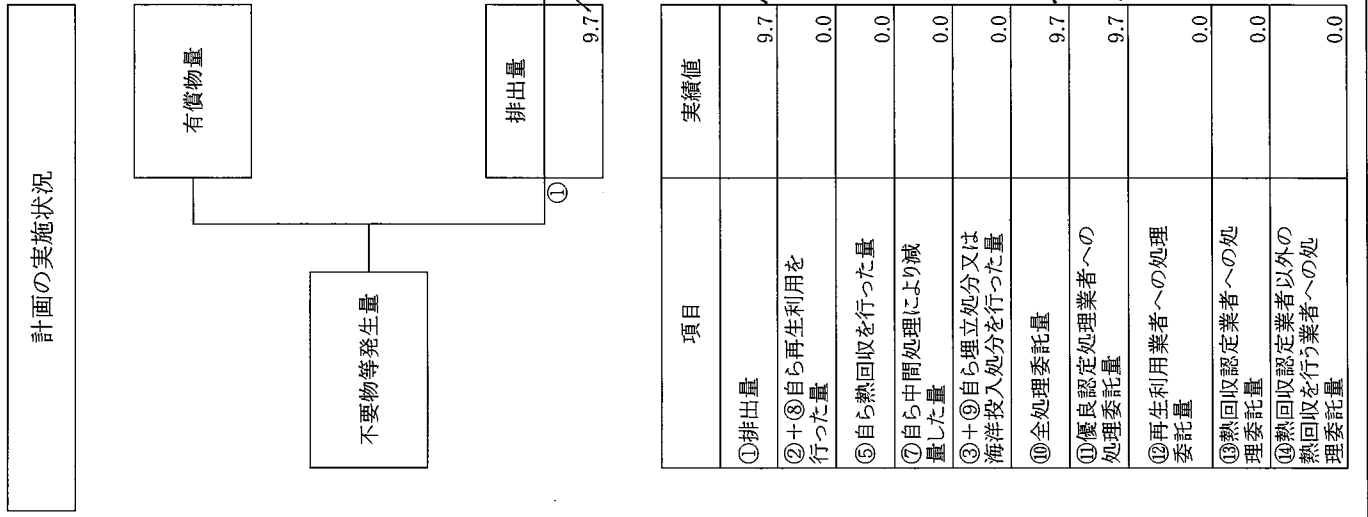 計画の実施状況
有償物量
不要物等発生量
排出量
①
9.7
項目
実績値
①排出量
9.7
②+⑧自ら再生利用を
行った量
0.0
⑤自ら熱回収を行った量
0.0
⑦自ら中間処理により減
量した量
0.0
③+⑨自ら埋立処分又は
海洋投入処分を行った量
0.0
⑩全処理委託量
9.7
⑪優良認定処理業者への
処理委託量
9.7
⑫再生利用業者への処理
委託量
0.0
⑬熱回収認定業者への処
理委託量
0.0
⑭熱回収認定業者以外の
熱回収を行う業者への処
理委託量
0.0